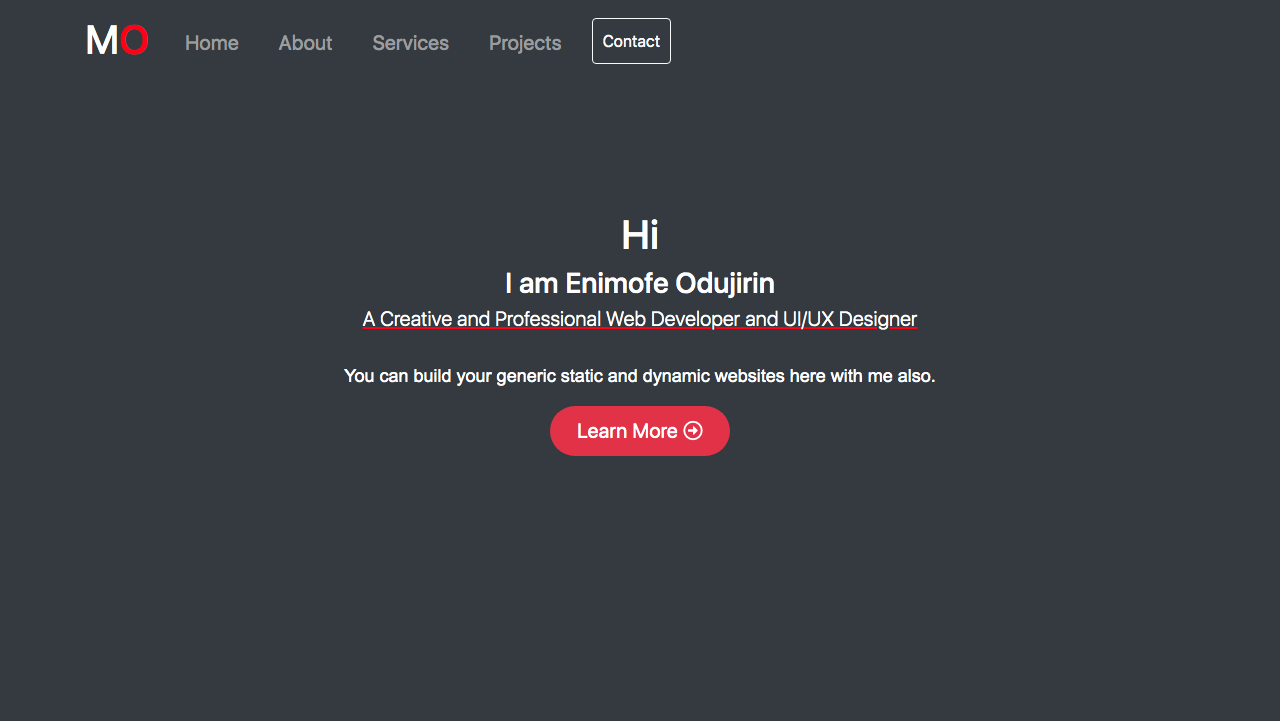 MO Home About Services Projects Contact
Hi
I am Enimofe Odujirin
A Creative and Professional Web Developer and UI/UX Designer
You can build your generic static and dynamic websites here with me also.
Learn More